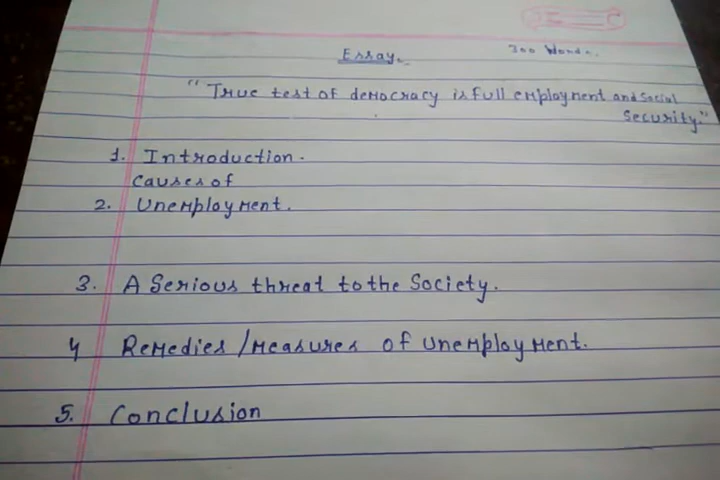 Essay.
300 Words.
"True test of democracy is full employment and Social
Security."
1. Introduction.
Causes of
2. Unemployment.
3. A Serious threat to the Society.
4 Remedies/measures of unemployment.
5. Conclusion